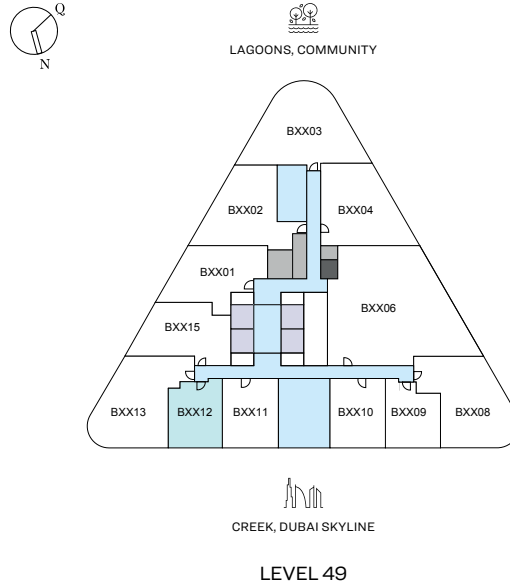 Q
N
LAGOONS, COMMUNITY
BXX03
BXX02
BXX04
BXX01
BXX06
BXX15
BXX13
BXX12
BXX11
BXX10
BXX09
BXX08
CREEK, DUBAI SKYLINE
LEVEL 49